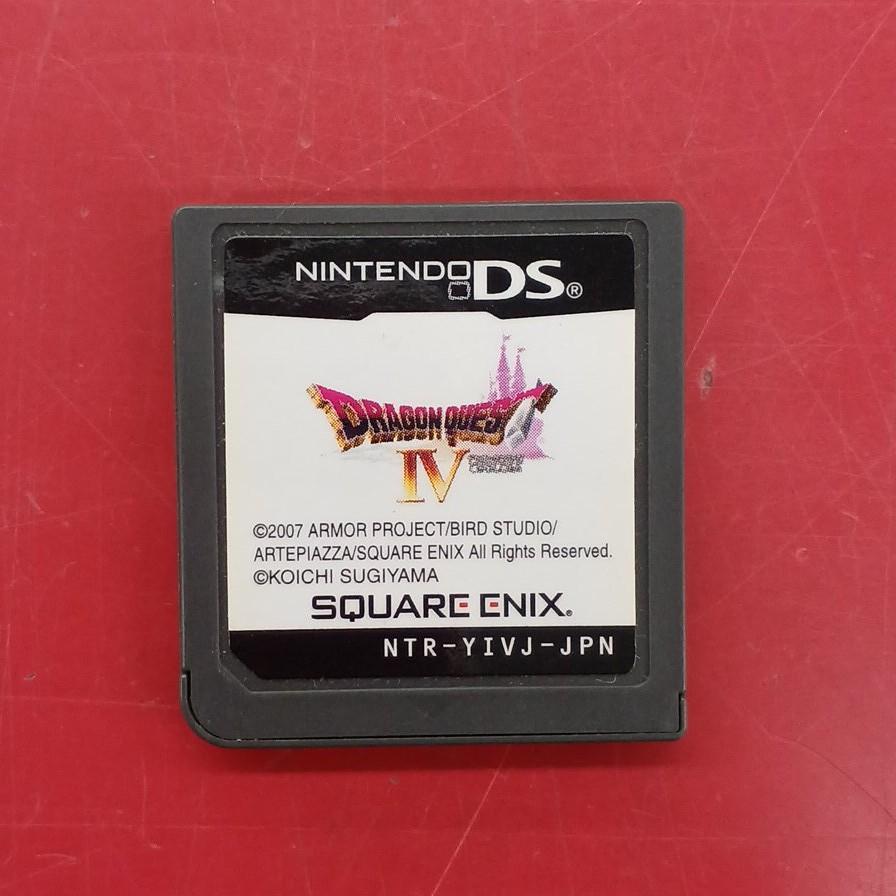 NINTENDO DS®
DRAGON QUEST
IV
©2007 ARMOR PROJECT/BIRD STUDIO/
ARTEPIAZZA/SQUARE ENIX All Rights Reserved.
©KOICHI SUGIYAMA
SQUARE ENIX®
NTR-YIVJ-JPN